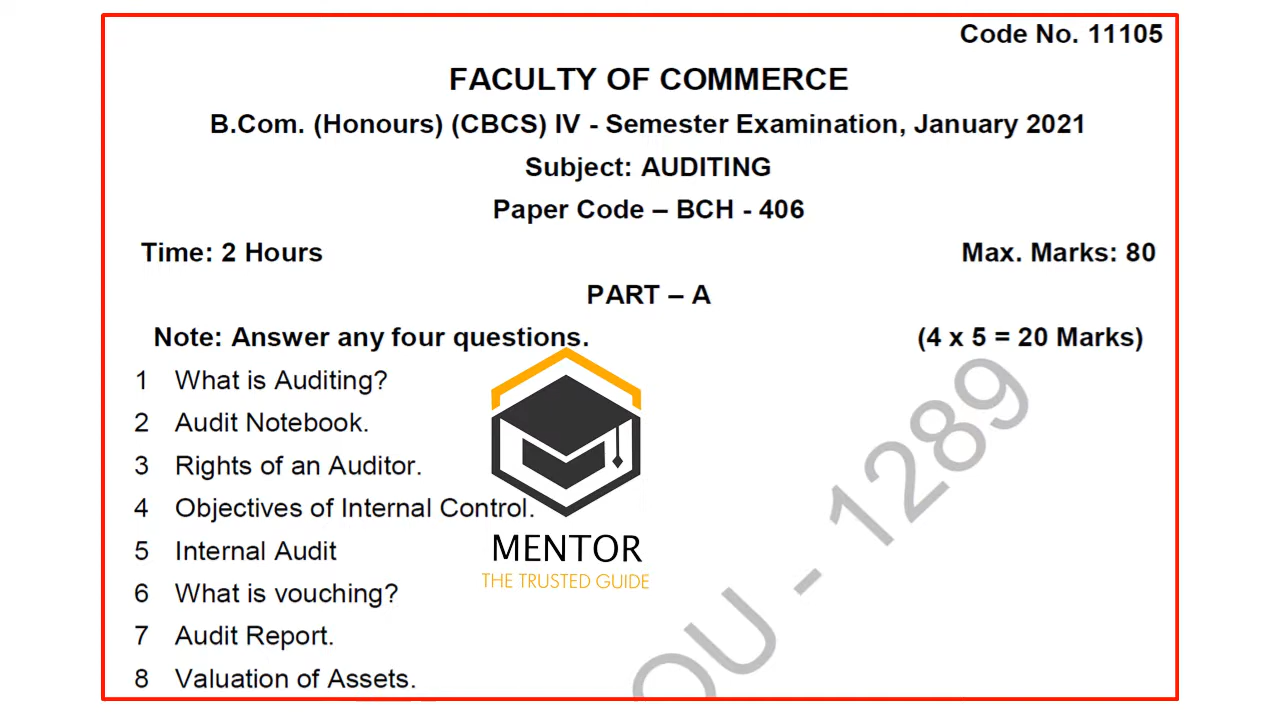 Code No. 11105
FACULTY OF COMMERCE
B.Com. (Honours) (CBCS) IV - Semester Examination, January 2021
Subject: AUDITING
Paper Code – BCH - 406
Time: 2 Hours Max. Marks: 80
PART – A
Note: Answer any four questions. (4 x 5 = 20 Marks)
1 What is Auditing?
2 Audit Notebook.
3 Rights of an Auditor.
4 Objectives of Internal Control.
5 Internal Audit
6 What is vouching?
7 Audit Report.
8 Valuation of Assets.
MENTOR
THE TRUSTED GUIDE
OU - 1289